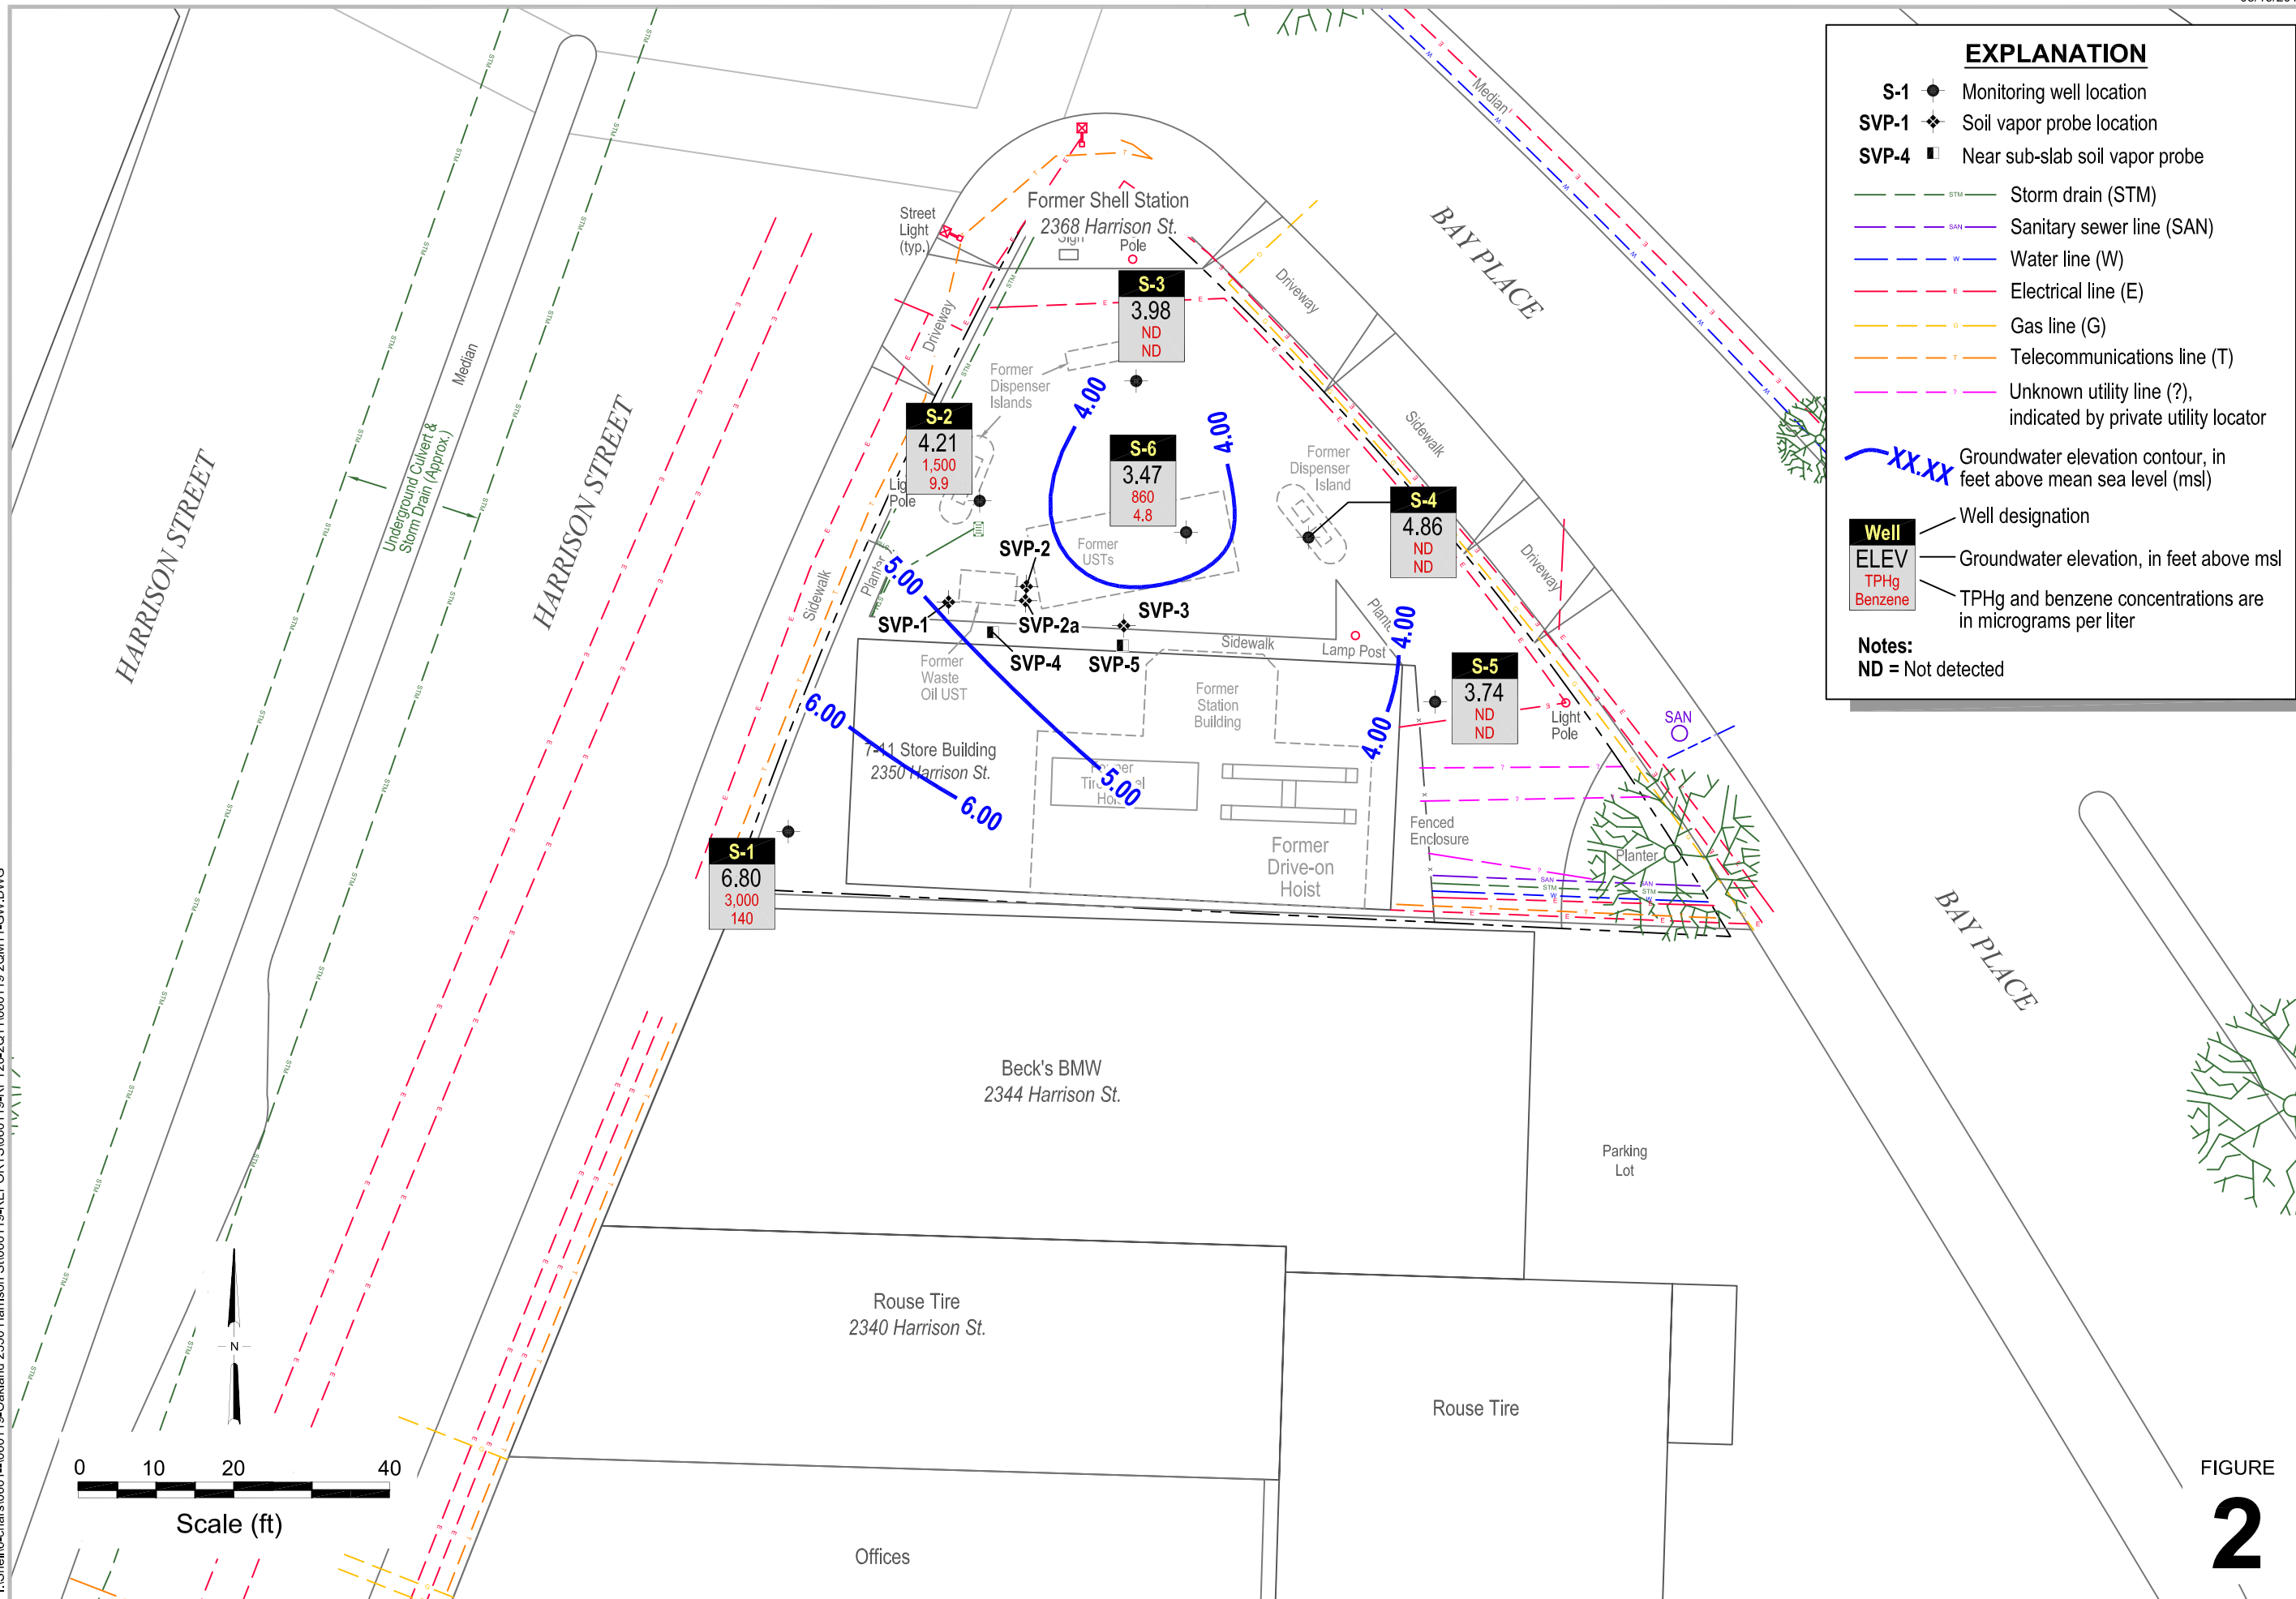 EXPLANATION
S-1 Monitoring well location
SVP-1 Soil vapor probe location
SVP-4 Near sub-slab soil vapor probe
STM Storm drain (STM)
SAN Sanitary sewer line (SAN)
W Water line (W)
E Electrical line (E)
G Gas line (G)
T Telecommunications line (T)
? Unknown utility line (?),
indicated by private utility locator
XX.XX Groundwater elevation contour, in
feet above mean sea level (msl)
Well
ELEV
TPHg
Benzene
Well designation
Groundwater elevation, in feet above msl
TPHg and benzene concentrations are
in micrograms per liter
Notes:
ND = Not detected
Median
BAY PLACE
Former Shell Station
2368 Harrison St.
Sign
Pole
Street
Light
(typ.)
Driveway
Driveway
S-3
3.98
ND
ND
Median
HARRISON STREET
HARRISON STREET
Underground Culvert &
Storm Drain (Approx.)
Former
Dispenser
Islands
4.00
4.00
S-2
4.21
1,500
9.9
Pole
S-6
3.47
860
4.8
Former
USTs
Former
Dispenser
Island
Sidewalk
S-4
4.86
ND
ND
Driveway
SVP-2
SVP-1
SVP-2a
SVP-3
SVP-4
SVP-5
5.00
Sidewalk
Sidewalk
Lamp Post
4.00
4.00
Former
Waste
Oil UST
Former
Station
Building
S-5
3.74
ND
ND
Light
Pole
SAN
6.00
7-11 Store Building
2350 Harrison St.
6.00
5.00
Former
Drive-on
Hoist
Fenced
Enclosure
Planter
S-1
6.80
3,000
140
BAY PLACE
Beck's BMW
2344 Harrison St.
Parking
Lot
Rouse Tire
2340 Harrison St.
Rouse Tire
Offices
N
0 10 20 40
Scale (ft)
FIGURE
2